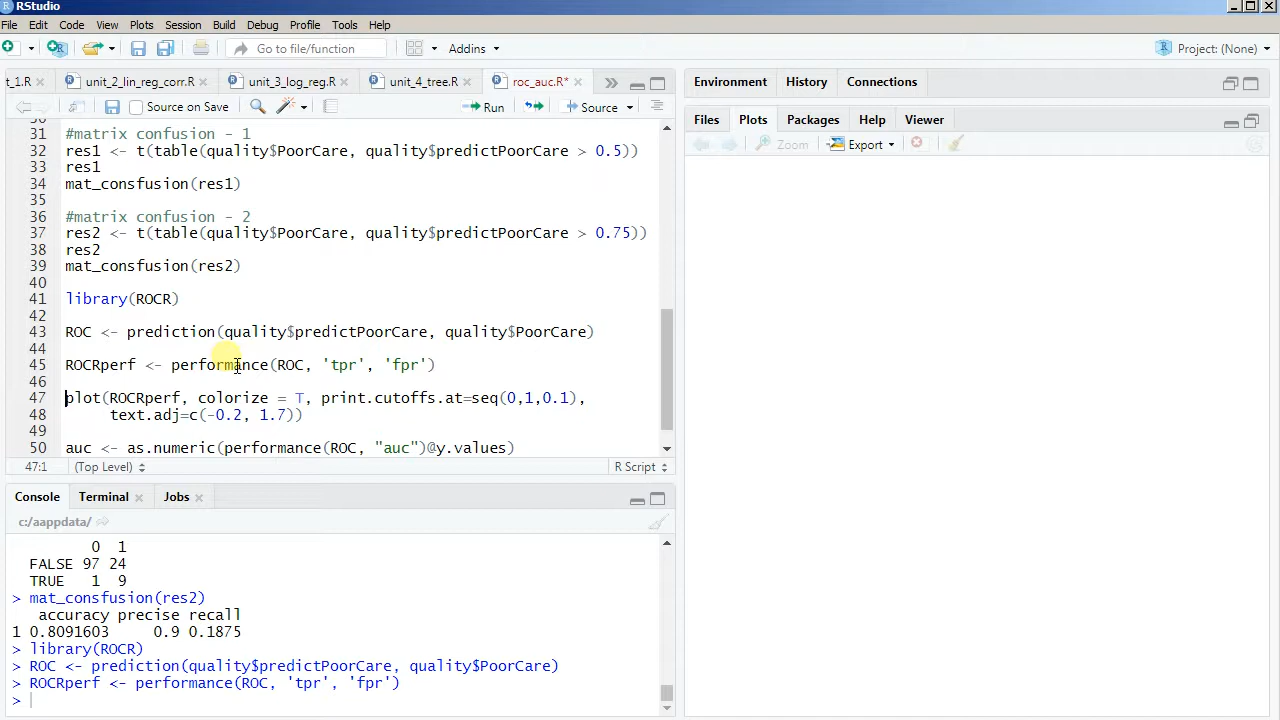 RStudio
File Edit Code View Plots Session Build Debug Profile Tools Help
Go to file/function Addins Project: (None)
t_1.R unit_2_lin_reg_corr.R unit_3_log_reg.R unit_4_tree.R roc_auc.R*
Source on Save Run Source
30
31 #matrix confusion - 1
32 res1 <- t(table(quality$PoorCare, quality$predictPoorCare > 0.5))
33 res1
34 mat_consfusion(res1)
35
36 #matrix confusion - 2
37 res2 <- t(table(quality$PoorCare, quality$predictPoorCare > 0.75))
38 res2
39 mat_consfusion(res2)
40
41 library(ROCR)
42
43 ROC <- prediction(quality$predictPoorCare, quality$PoorCare)
44
45 ROCRperf <- performance(ROC, 'tpr', 'fpr')
46
47 plot(ROCRperf, colorize = T, print.cutoffs.at=seq(0,1,0.1),
48 text.adj=c(-0.2, 1.7))
49
50 auc <- as.numeric(performance(ROC, "auc")@y.values)
47:1 (Top Level) R Script
Console Terminal Jobs
c:/aappdata/
0 1
FALSE 97 24
TRUE 1 9
> mat_consfusion(res2)
accuracy precise recall
1 0.8091603 0.9 0.1875
> library(ROCR)
> ROC <- prediction(quality$predictPoorCare, quality$PoorCare)
> ROCRperf <- performance(ROC, 'tpr', 'fpr')
>
Environment History Connections
Files Plots Packages Help Viewer
Zoom Export